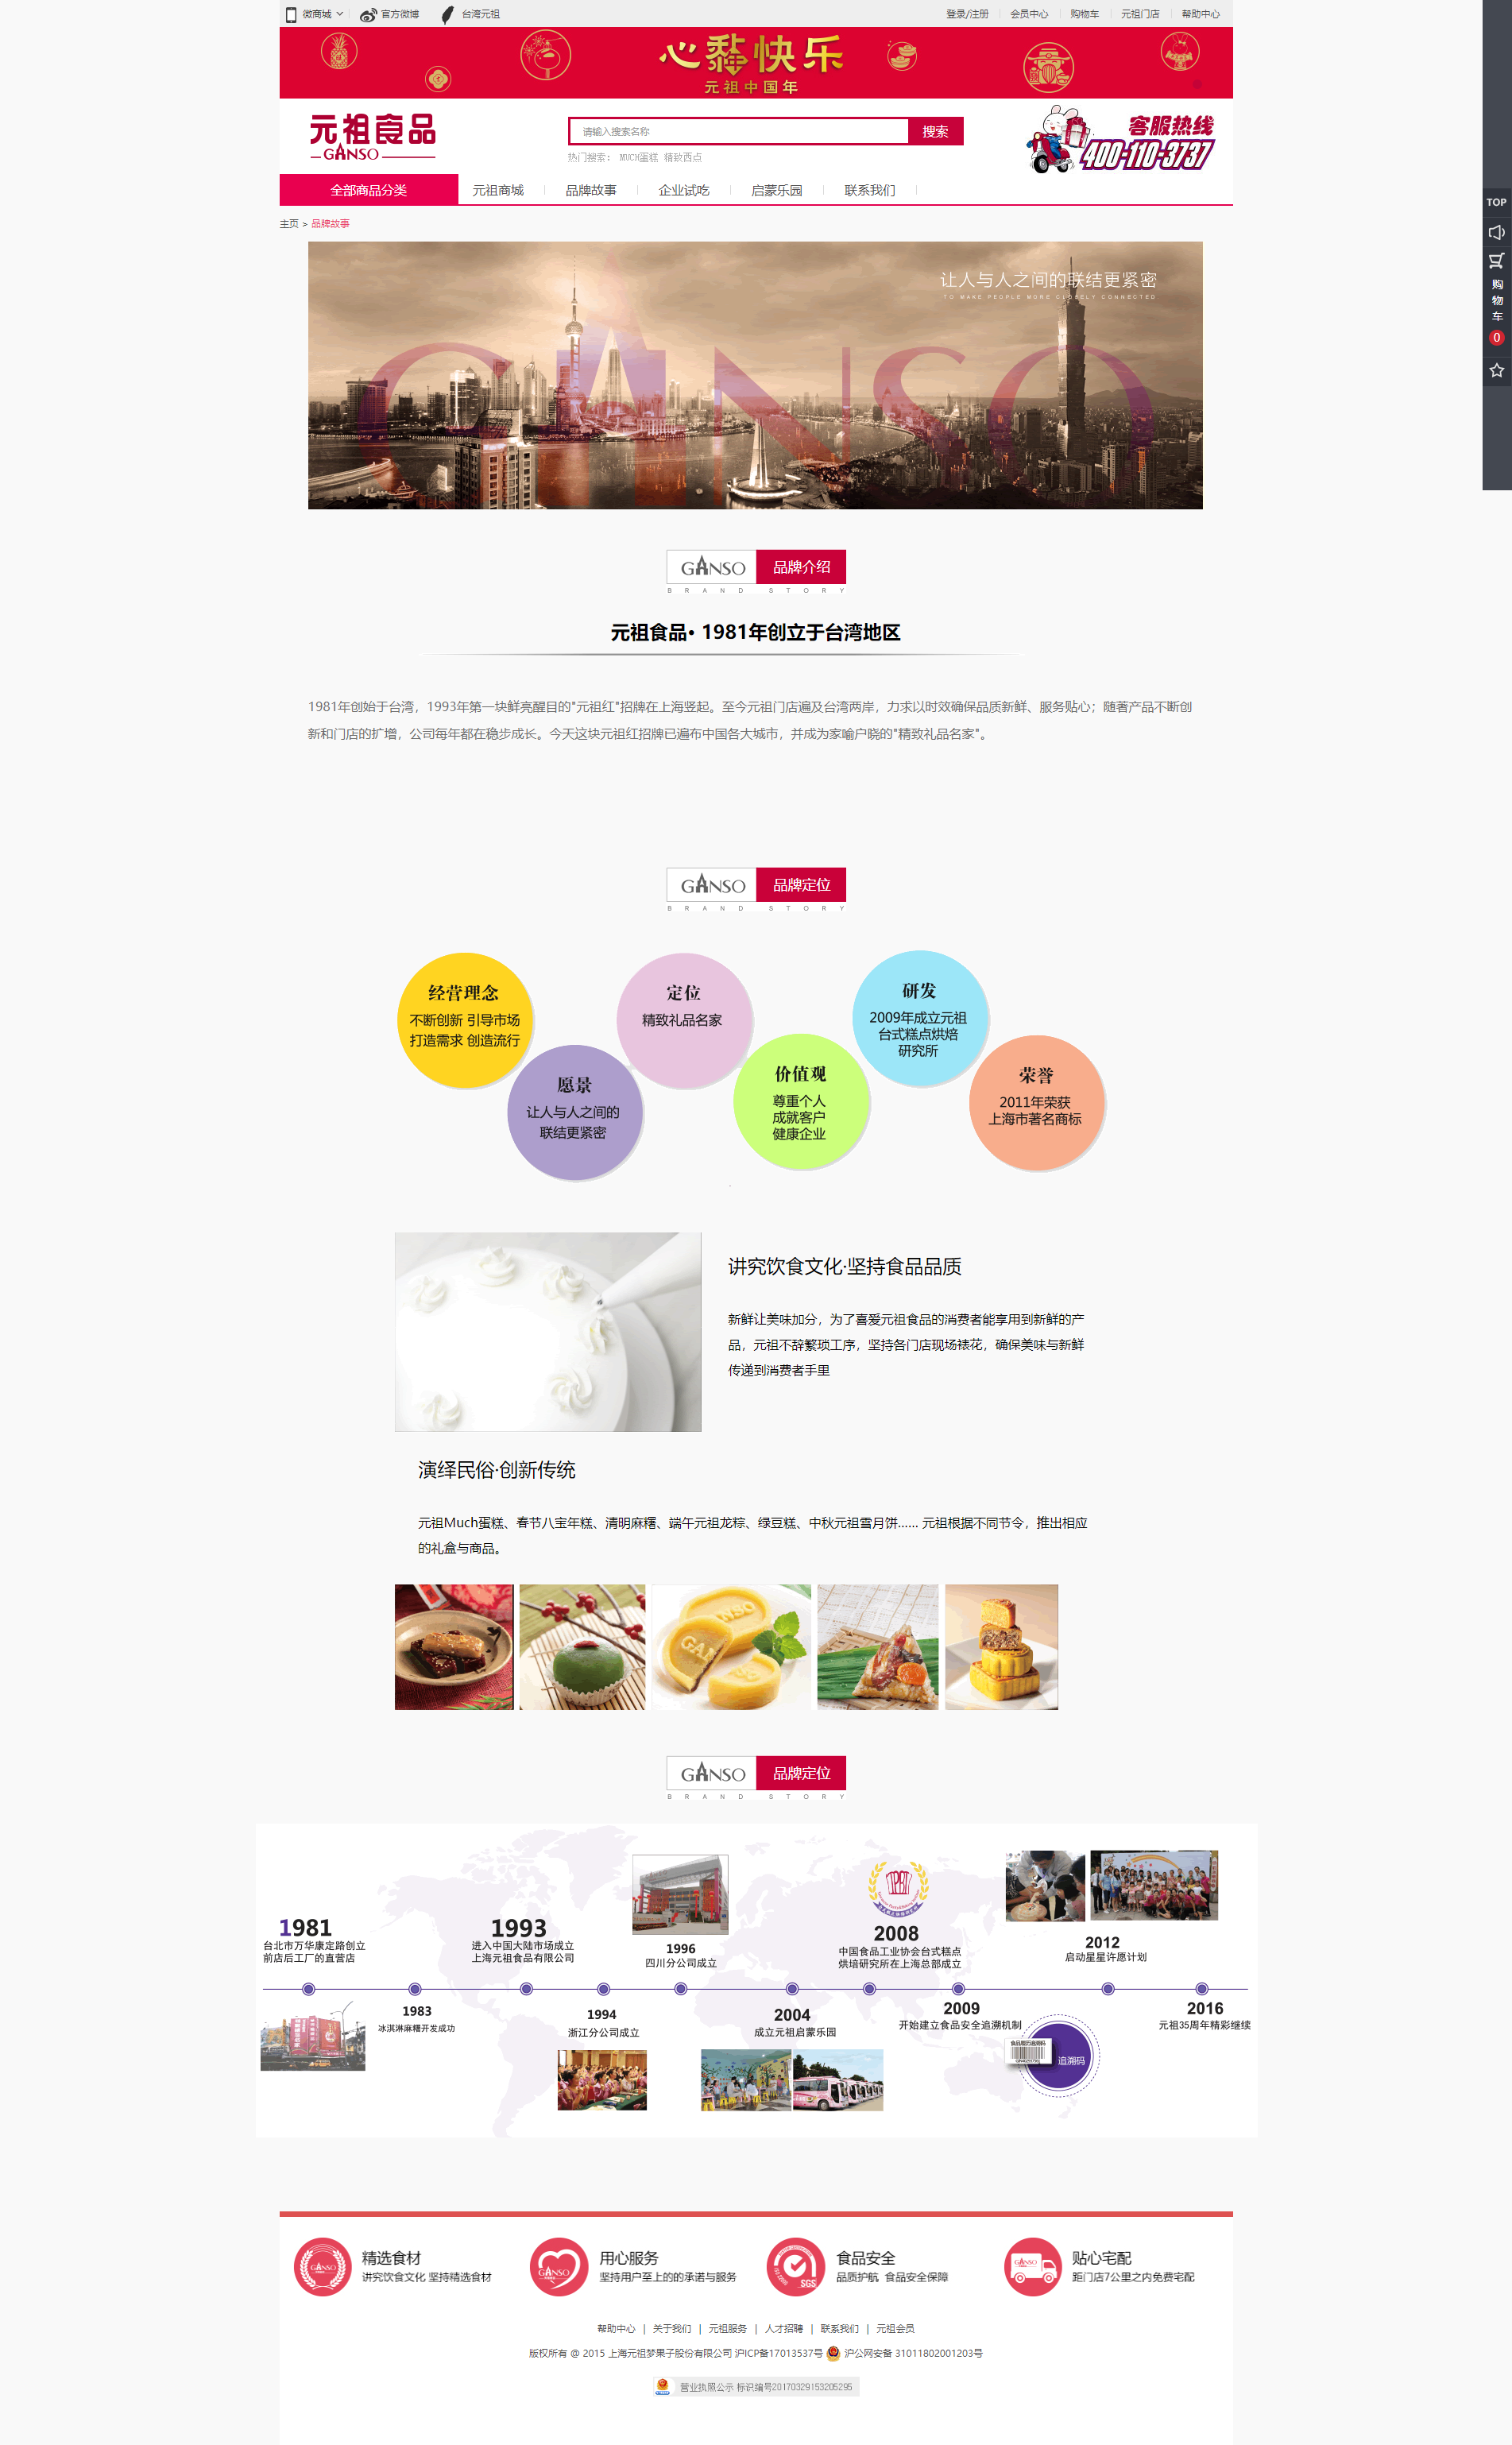 微商城
官方微博
台湾元祖
登录/注册
会员中心
购物车
元祖门店
帮助中心
心黏快乐
元祖中国年
元祖食品
GANSO
请输入搜索名称
搜索
热门搜索: MUCH蛋糕 精致西点
客服热线
400-110-3737
全部商品分类
元祖商城
品牌故事
企业试吃
启蒙乐园
联系我们
TOP
购
物
车
0
主页 > 品牌故事
让人与人之间的联结更紧密
TO MAKE PEOPLE MORE CLOSELY CONNECTED
GANSO
GANSO 品牌介绍
BRAND STORY
元祖食品• 1981年创立于台湾地区
1981年创始于台湾，1993年第一块鲜亮醒目的"元祖红"招牌在上海竖起。至今元祖门店遍及台湾两岸，力求以时效确保品质新鲜、服务贴心；随著产品不断创
新和门店的扩增，公司每年都在稳步成长。今天这块元祖红招牌已遍布中国各大城市，并成为家喻户晓的"精致礼品名家"。
GANSO 品牌定位
BRAND STORY
经营理念
不断创新 引导市场
打造需求 创造流行
愿景
让人与人之间的
联结更紧密
定位
精致礼品名家
价值观
尊重个人
成就客户
健康企业
研发
2009年成立元祖
台式糕点烘焙
研究所
荣誉
2011年荣获
上海市著名商标
讲究饮食文化·坚持食品品质
新鲜让美味加分，为了喜爱元祖食品的消费者能享用到新鲜的产
品，元祖不辞繁琐工序，坚持各门店现场裱花，确保美味与新鲜
传递到消费者手里
演绎民俗·创新传统
元祖Much蛋糕、春节八宝年糕、清明麻糬、端午元祖龙粽、绿豆糕、中秋元祖雪月饼...... 元祖根据不同节令，推出相应
的礼盒与商品。
GANSO 品牌定位
BRAND STORY
1981
台北市万华康定路创立
前店后工厂的直营店
1983
冰淇淋麻糬开发成功
1993
进入中国大陆市场成立
上海元祖食品有限公司
1994
浙江分公司成立
1996
四川分公司成立
2004
成立元祖启蒙乐园
2008
中国食品工业协会台式糕点
烘培研究所在上海总部成立
2009
开始建立食品安全追溯机制
追溯码
2012
启动星星许愿计划
2016
元祖35周年精彩继续
精选食材
讲究饮食文化 坚持精选食材
用心服务
坚持用户至上的的承诺与服务
SGS
食品安全
品质护航 食品安全保障
贴心宅配
距门店7公里之内免费宅配
帮助中心 | 关于我们 | 元祖服务 | 人才招聘 | 联系我们 | 元祖会员
版权所有 @ 2015 上海元祖梦果子股份有限公司 沪ICP备17013537号 沪公网安备 31011802001203号
营业执照公示 标识编号20170329153205295